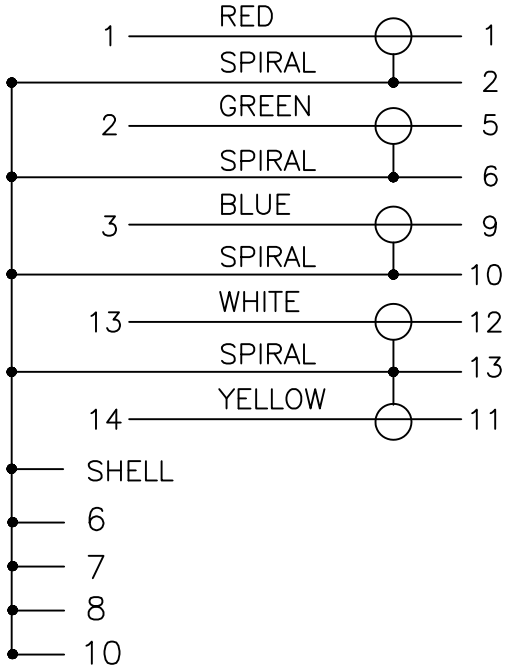 RED
1 1
SPIRAL
2
GREEN
2 5
SPIRAL
6
BLUE
3 9
SPIRAL
10
WHITE
13 12
SPIRAL
13
YELLOW
14 11
SHELL
6
7
8
10